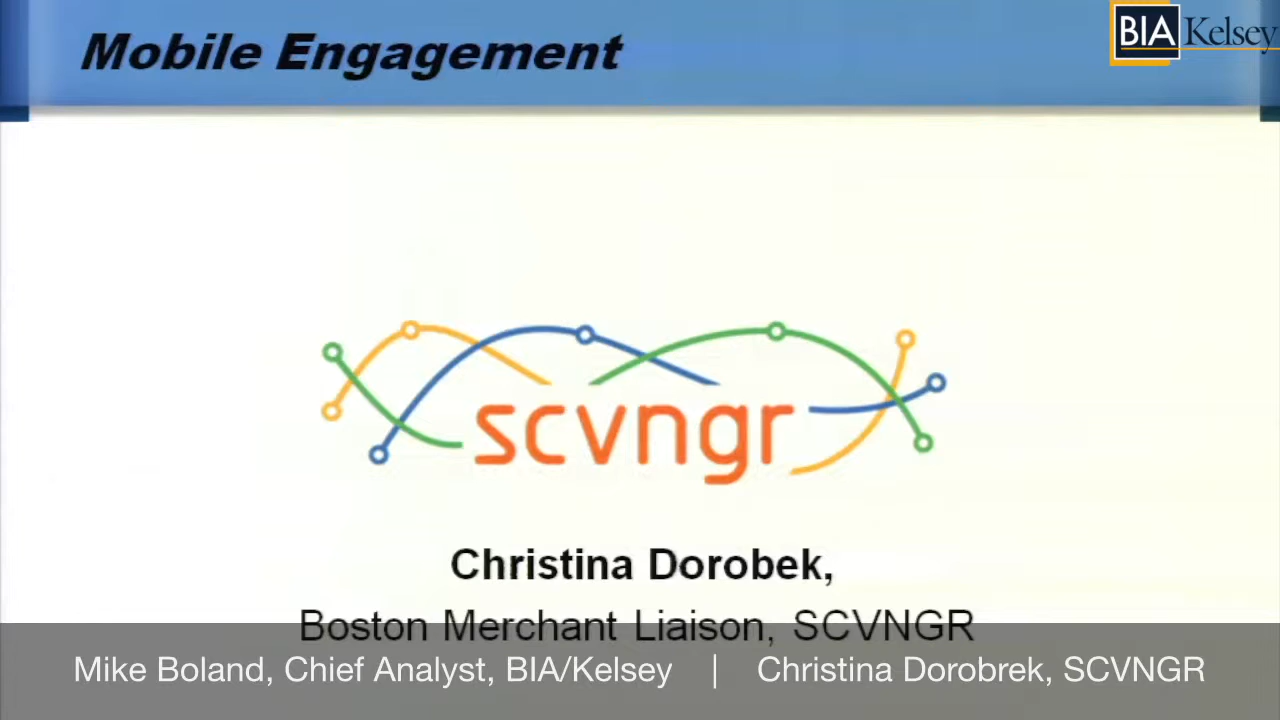 Mobile Engagement
BIA Kelsey
scvngr
Christina Dorobek,
Boston Merchant Liaison, SCVNGR
Mike Boland, Chief Analyst, BIA/Kelsey | Christina Dorobrek, SCVNGR